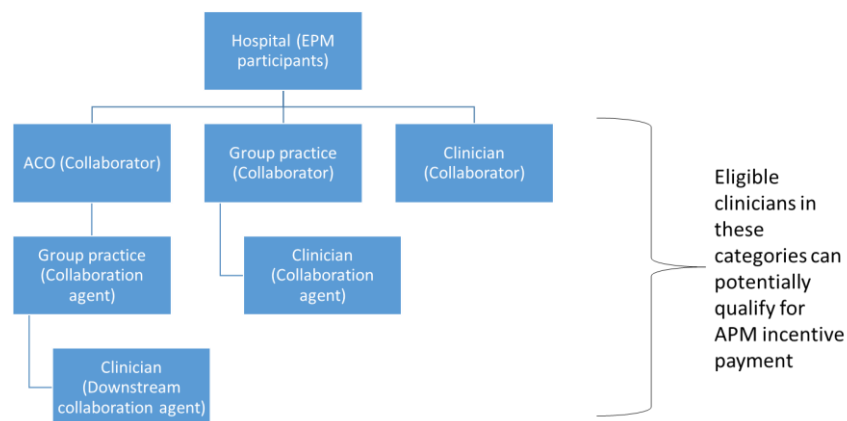 Hospital (EPM
participants)
ACO (Collaborator)
Group practice
(Collaborator)
Clinician
(Collaborator)
Group practice
(Collaboration
agent)
Clinician
(Collaboration
agent)
Clinician
(Downstream
collaboration agent)
Eligible
clinicians in
these
categories can
potentially
qualify for
APM incentive
payment